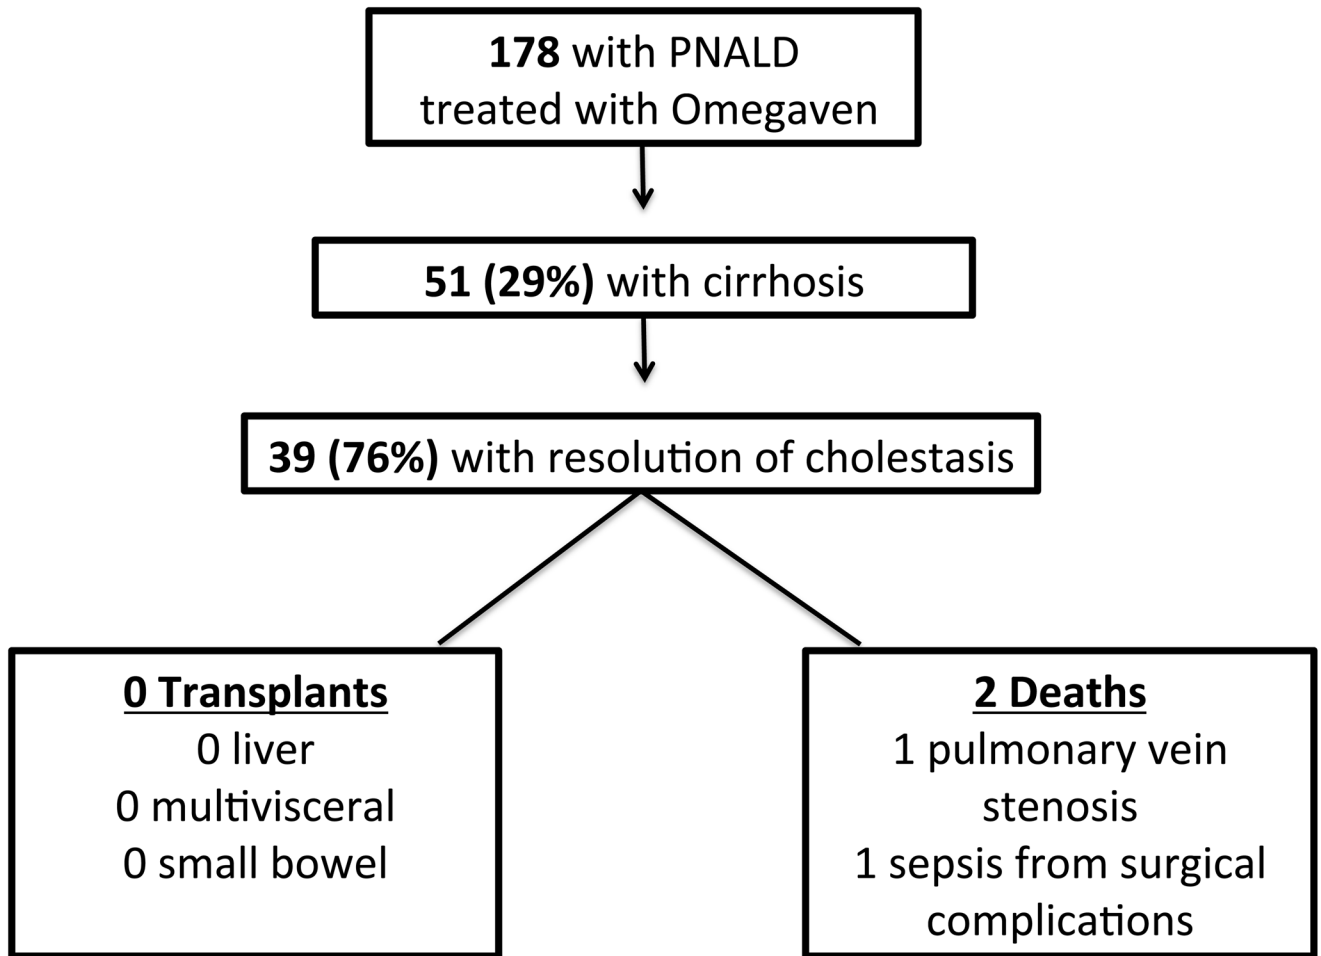 178 with PNALD
treated with Omegaven
51 (29%) with cirrhosis
39 (76%) with resolution of cholestasis
0 Transplants
0 liver
0 multivisceral
0 small bowel
2 Deaths
1 pulmonary vein
stenosis
1 sepsis from surgical
complications